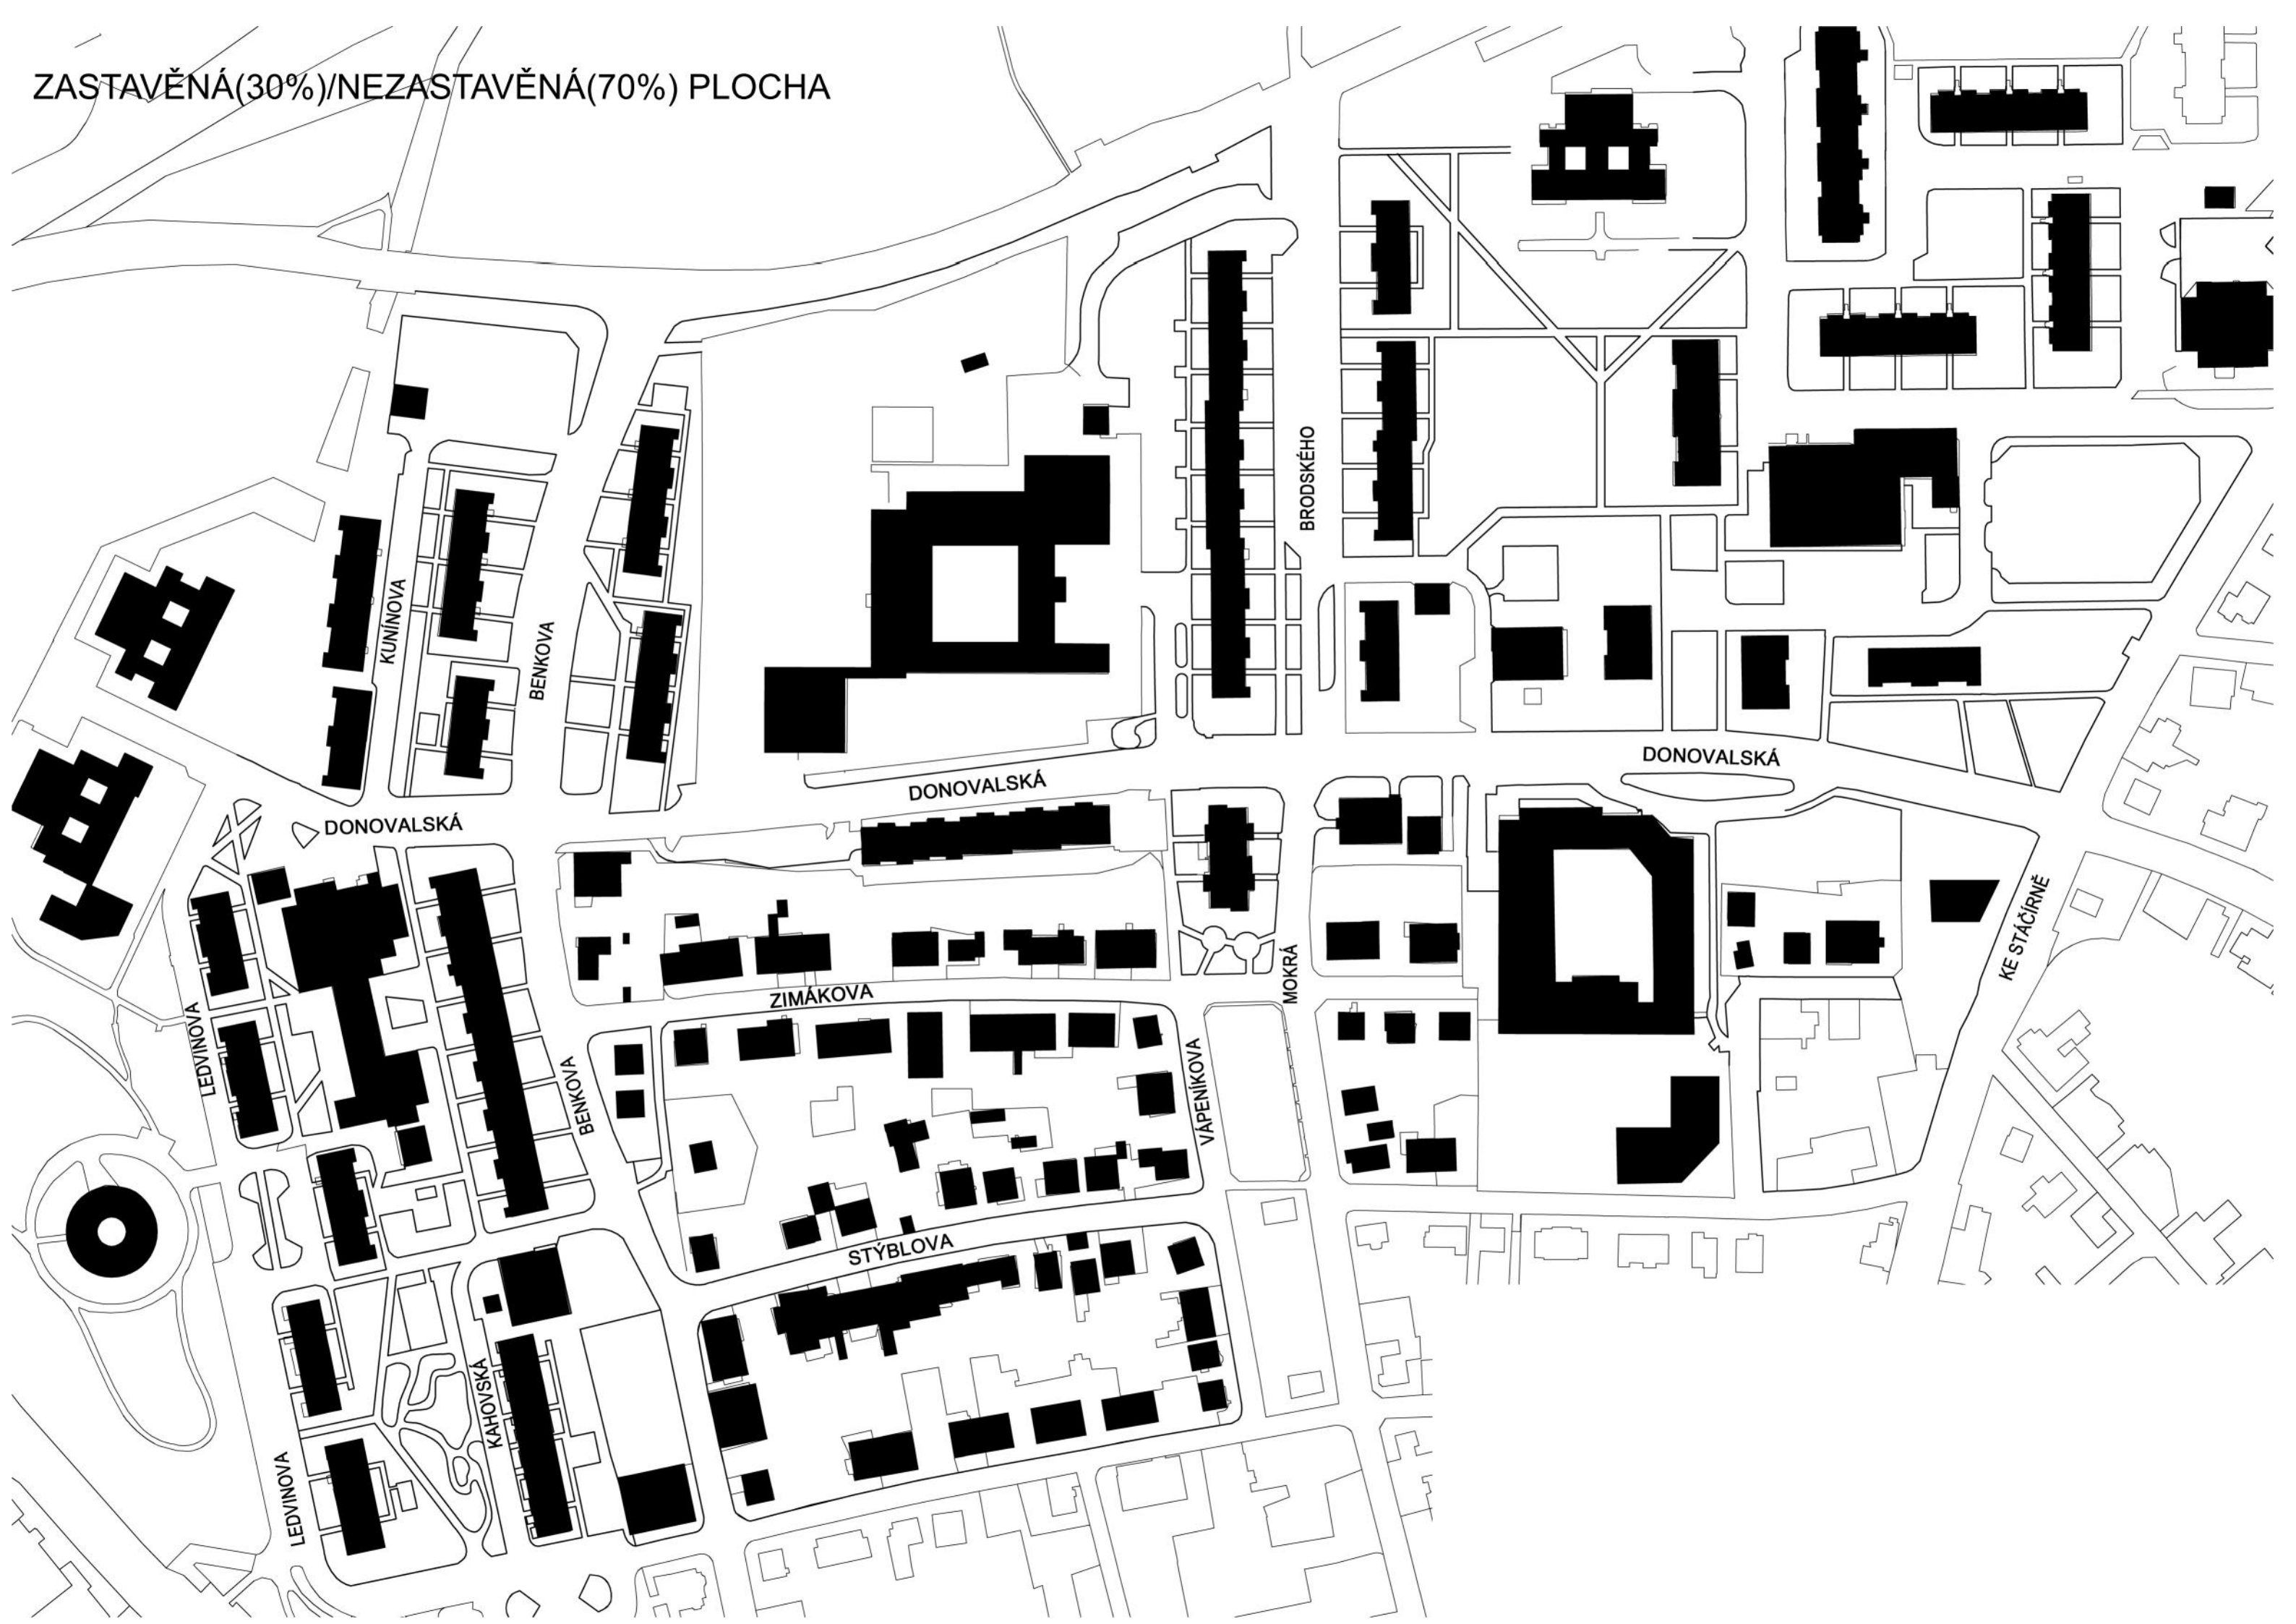 ZASTAVĚNÁ(30%)/NEZASTAVĚNÁ(70%) PLOCHA
BRODSKÉHO
KUNÍNOVA
BENKOVA
DONOVALSKÁ
DONOVALSKÁ
DONOVALSKÁ
KE STÁČÍRNĚ
MOKRÁ
ZIMÁKOVA
LEDVINOVA
BENKOVA
VÁPENÍKOVA
STÝBLOVA
KAHOVSKÁ
LEDVINOVA